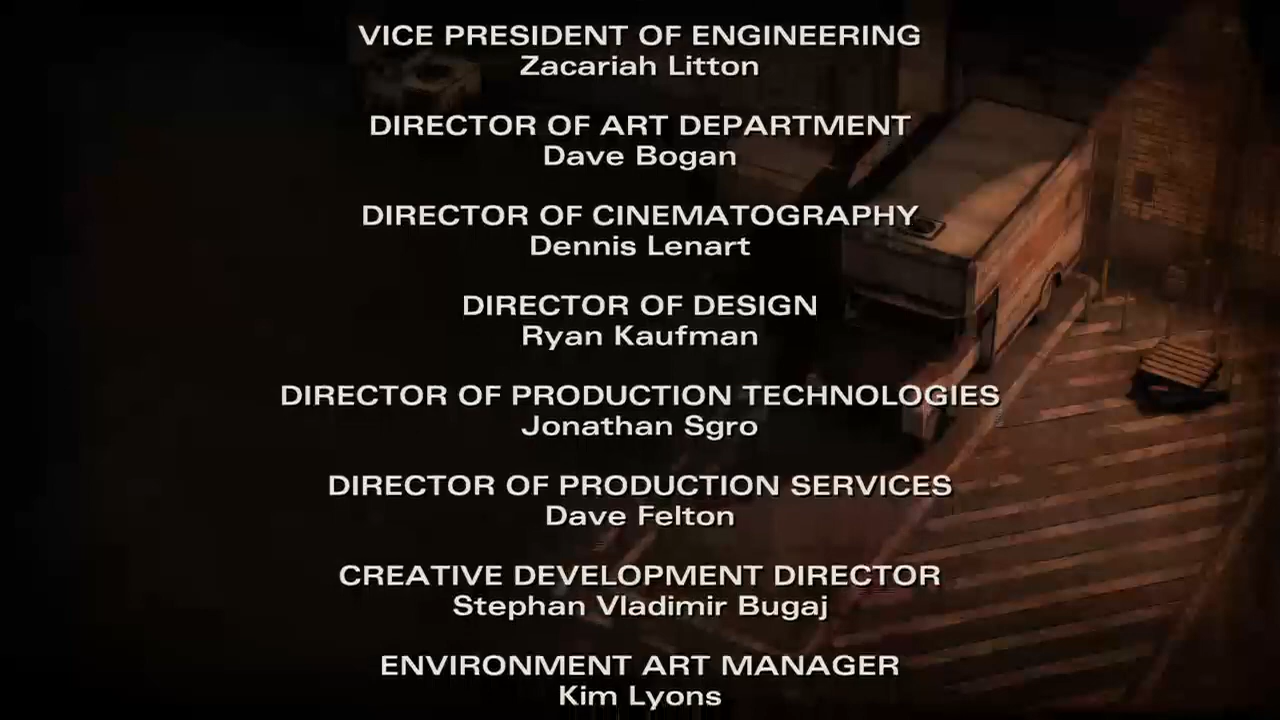 VICE PRESIDENT OF ENGINEERING
Zacariah Litton
DIRECTOR OF ART DEPARTMENT
Dave Bogan
DIRECTOR OF CINEMATOGRAPHY
Dennis Lenart
DIRECTOR OF DESIGN
Ryan Kaufman
DIRECTOR OF PRODUCTION TECHNOLOGIES
Jonathan Sgro
DIRECTOR OF PRODUCTION SERVICES
Dave Felton
CREATIVE DEVELOPMENT DIRECTOR
Stephan Vladimir Bugaj
ENVIRONMENT ART MANAGER
Kim Lyons